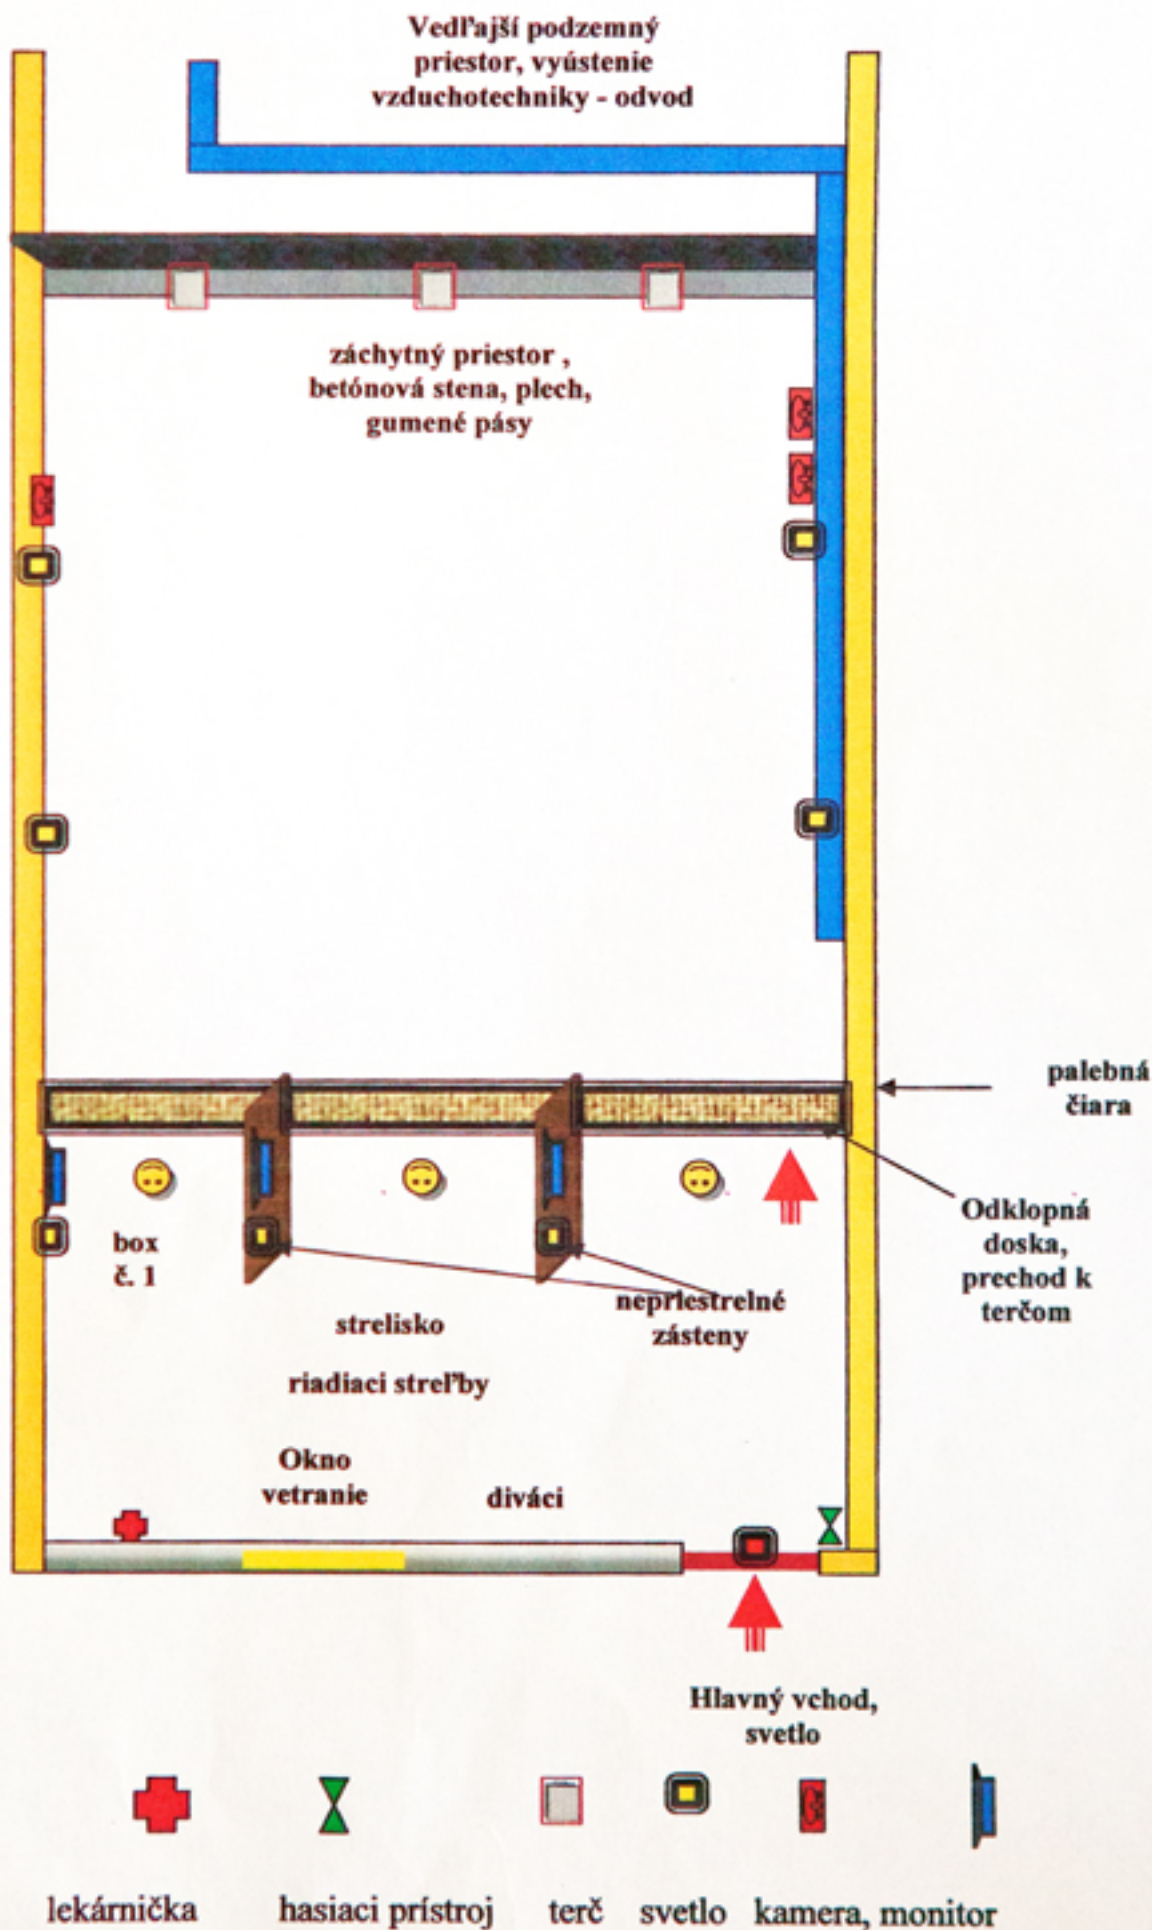 Vedľajší podzemný
priestor, vyústenie
vzduchotechniky - odvod
záchytný priestor ,
betónová stena, plech,
gumené pásy
palebná
čiara
Odklopná
doska,
prechod k
terčom
box
č. 1
nepriestrelné
zásteny
strelisko
riadiaci streľby
Okno
vetranie
diváci
Hlavný vchod,
svetlo
lekárnička hasiaci prístroj terč svetlo kamera, monitor